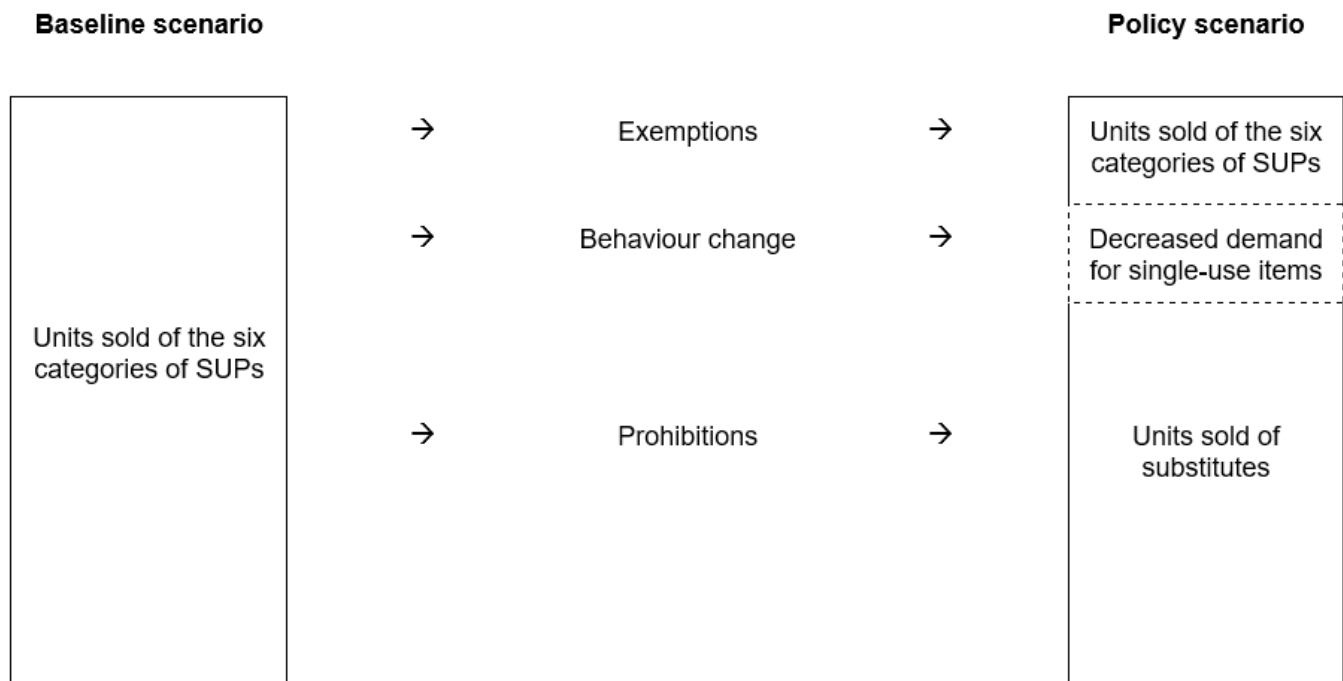 Baseline scenario
Policy scenario
→ Exemptions →
Units sold of the six
categories of SUPs
→ Behaviour change →
Decreased demand
for single-use items
Units sold of the six
categories of SUPs
→ Prohibitions →
Units sold of
substitutes